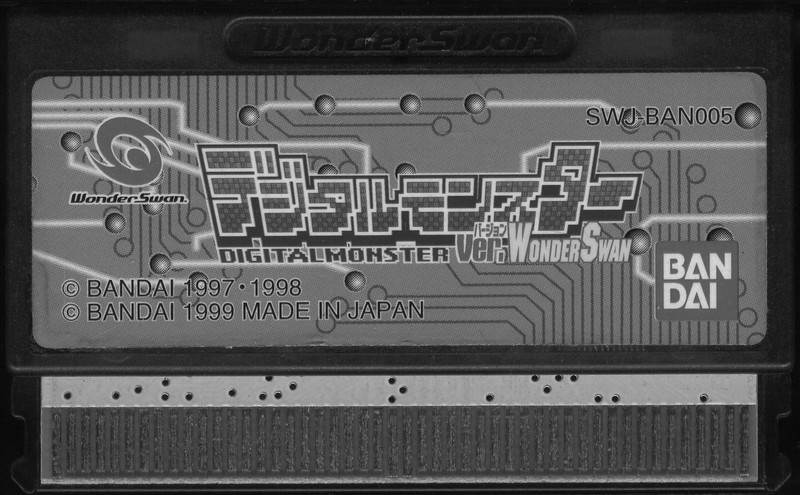 WonderSwan
SWJ-BAN005
WonderSwan
デジタルモンスター
バージョン
DIGITALMONSTER Ver. WONDERSWAN
BAN
DAI
© BANDAI 1997・1998
© BANDAI 1999 MADE IN JAPAN